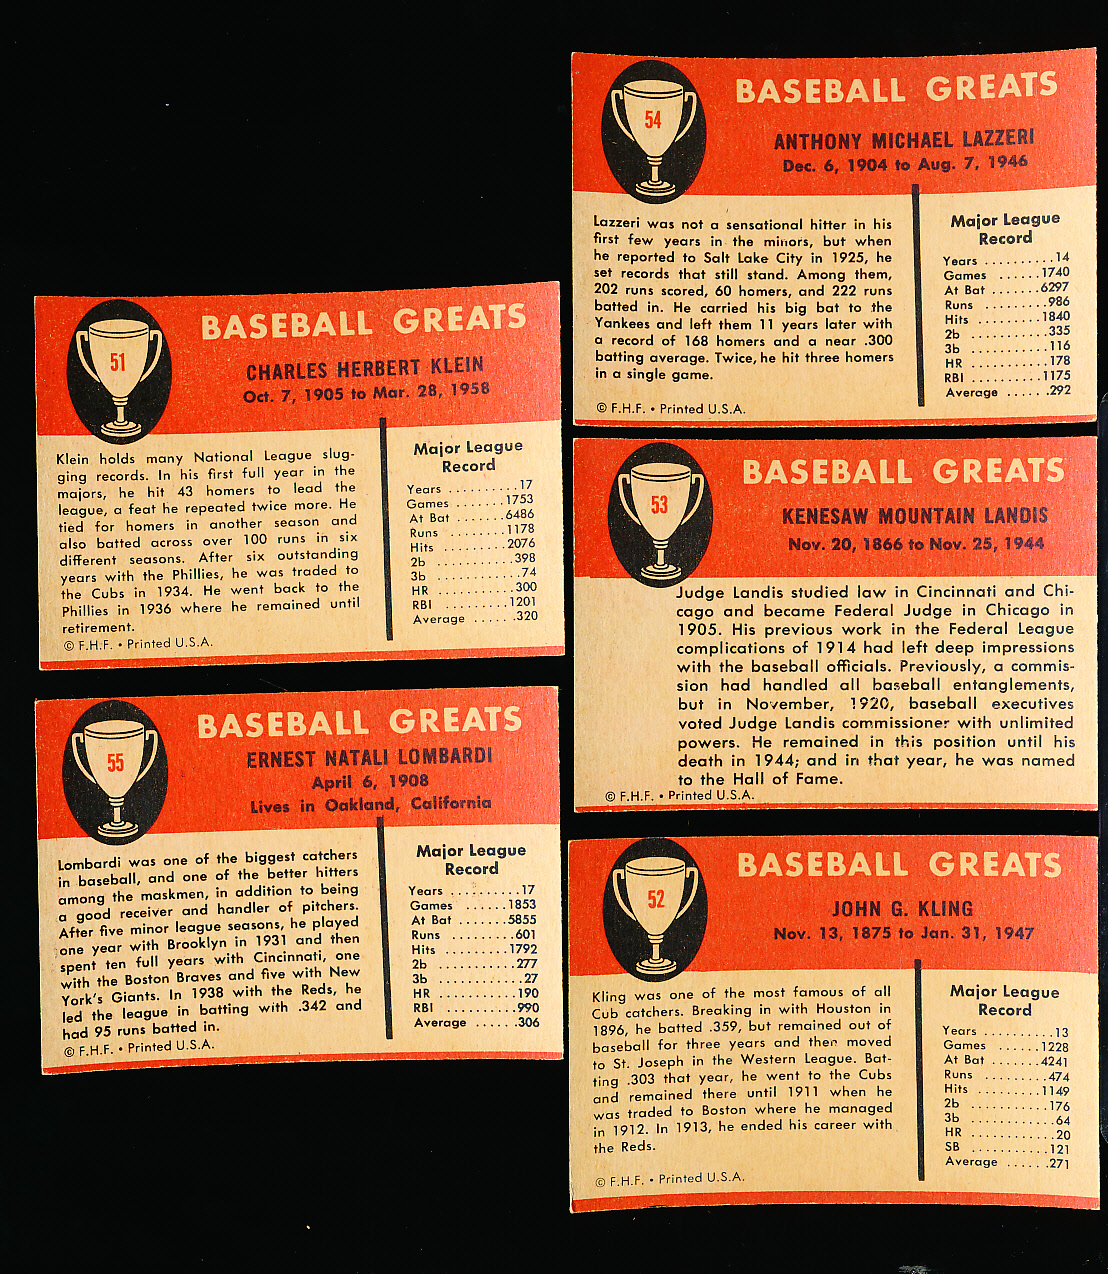 54
BASEBALL GREATS
ANTHONY MICHAEL LAZZERI
Dec. 6, 1904 to Aug. 7, 1946
Lazzeri was not a sensational hitter in his
first few years in the minors, but when
he reported to Salt Lake City in 1925, he
set records that still stand. Among them,
202 runs scored, 60 homers, and 222 runs
batted in. He carried his big bat to the
Yankees and left them 11 years later with
a record of 168 homers and a near .300
batting average. Twice, he hit three homers
in a single game.
© F.H.F. • Printed U.S.A.
Major League
Record
Years ..........14
Games ......1740
At Bat .......6297
Runs ..........986
Hits ..........1840
2b ............335
3b ............116
HR ............178
RBI ..........1175
Average ......292
51
BASEBALL GREATS
CHARLES HERBERT KLEIN
Oct. 7, 1905 to Mar. 28, 1958
Klein holds many National League slug-
ging records. In his first full year in the
majors, he hit 43 homers to lead the
league, a feat he repeated twice more. He
tied for homers in another season and
also batted across over 100 runs in six
different seasons. After six outstanding
years with the Phillies, he was traded to
the Cubs in 1934. He went back to the
Phillies in 1936 where he remained until
retirement.
© F.H.F. • Printed U.S.A.
Major League
Record
Years ..........17
Games ......1753
At Bat .......6486
Runs ........1178
Hits .........2076
2b ............398
3b .............74
HR ............300
RBI ..........1201
Average ......320
53
BASEBALL GREATS
KENESAW MOUNTAIN LANDIS
Nov. 20, 1866 to Nov. 25, 1944
Judge Landis studied law in Cincinnati and Chi-
cago and became Federal Judge in Chicago in
1905. His previous work in the Federal League
complications of 1914 had left deep impressions
with the baseball officials. Previously, a commis-
sion had handled all baseball entanglements,
but in November, 1920, baseball executives
voted Judge Landis commissioner with unlimited
powers. He remained in this position until his
death in 1944; and in that year, he was named
to the Hall of Fame.
© F.H.F. • Printed U.S.A.
55
BASEBALL GREATS
ERNEST NATALI LOMBARDI
April 6, 1908
Lives in Oakland, California
Lombardi was one of the biggest catchers
in baseball, and one of the better hitters
among the maskmen, in addition to being
a good receiver and handler of pitchers.
After five minor league seasons, he played
one year with Brooklyn in 1931 and then
spent ten full years with Cincinnati, one
with the Boston Braves and five with New
York's Giants. In 1938 with the Reds, he
led the league in batting with .342 and
had 95 runs batted in.
© F.H.F. • Printed U.S.A.
Major League
Record
Years ..........17
Games ......1853
At Bat .......5855
Runs ..........601
Hits ..........1792
2b ............277
3b .............27
HR ............190
RBI ...........990
Average ......306
52
BASEBALL GREATS
JOHN G. KLING
Nov. 13, 1875 to Jan. 31, 1947
Kling was one of the most famous of all
Cub catchers. Breaking in with Houston in
1896, he batted .359, but remained out of
baseball for three years and then moved
to St. Joseph in the Western League. Bat-
ting .303 that year, he went to the Cubs
and remained there until 1911 when he
was traded to Boston where he managed
in 1912. In 1913, he ended his career with
the Reds.
© F.H.F. • Printed U.S.A.
Major League
Record
Years ..........13
Games ......1228
At Bat .......4241
Runs ..........474
Hits ..........1149
2b ............176
3b .............64
HR .............20
SB ............121
Average ......271